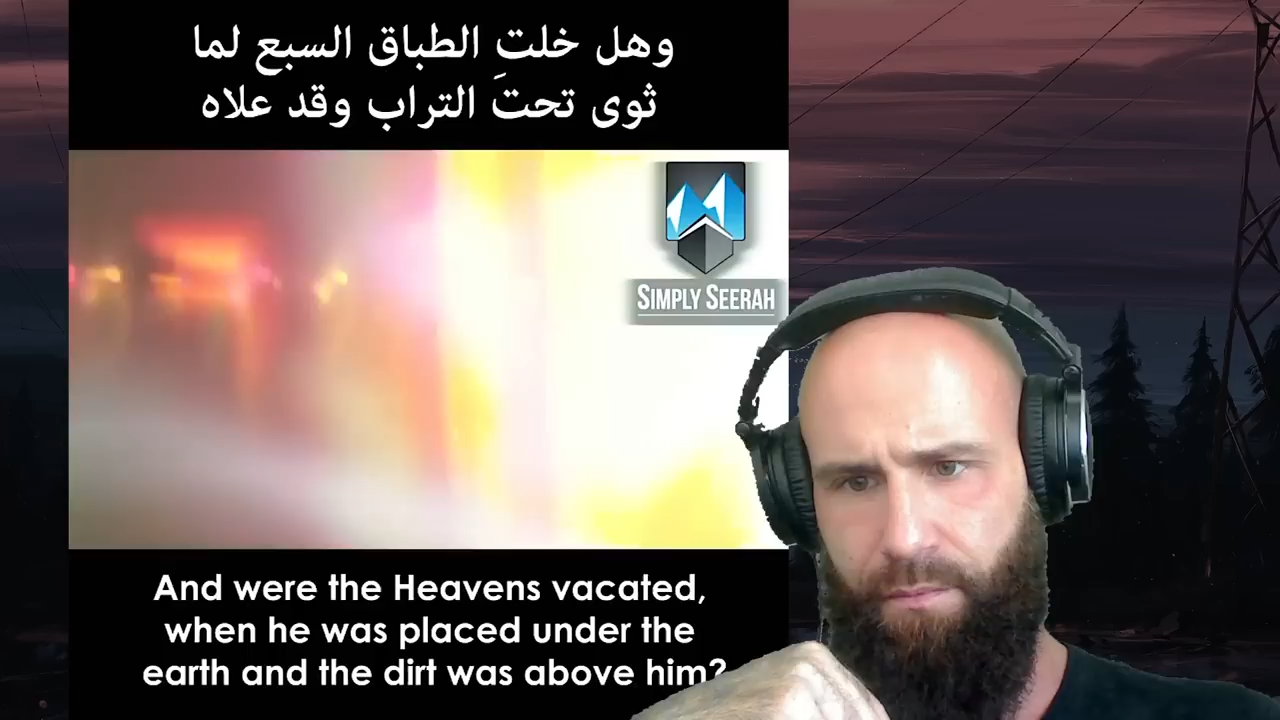 وهل خلتِ الطباق السبع لما
ثوى تحتَ التراب وقد علاه
SIMPLY SEERAH
And were the Heavens vacated,
when he was placed under the
earth and the dirt was above him?